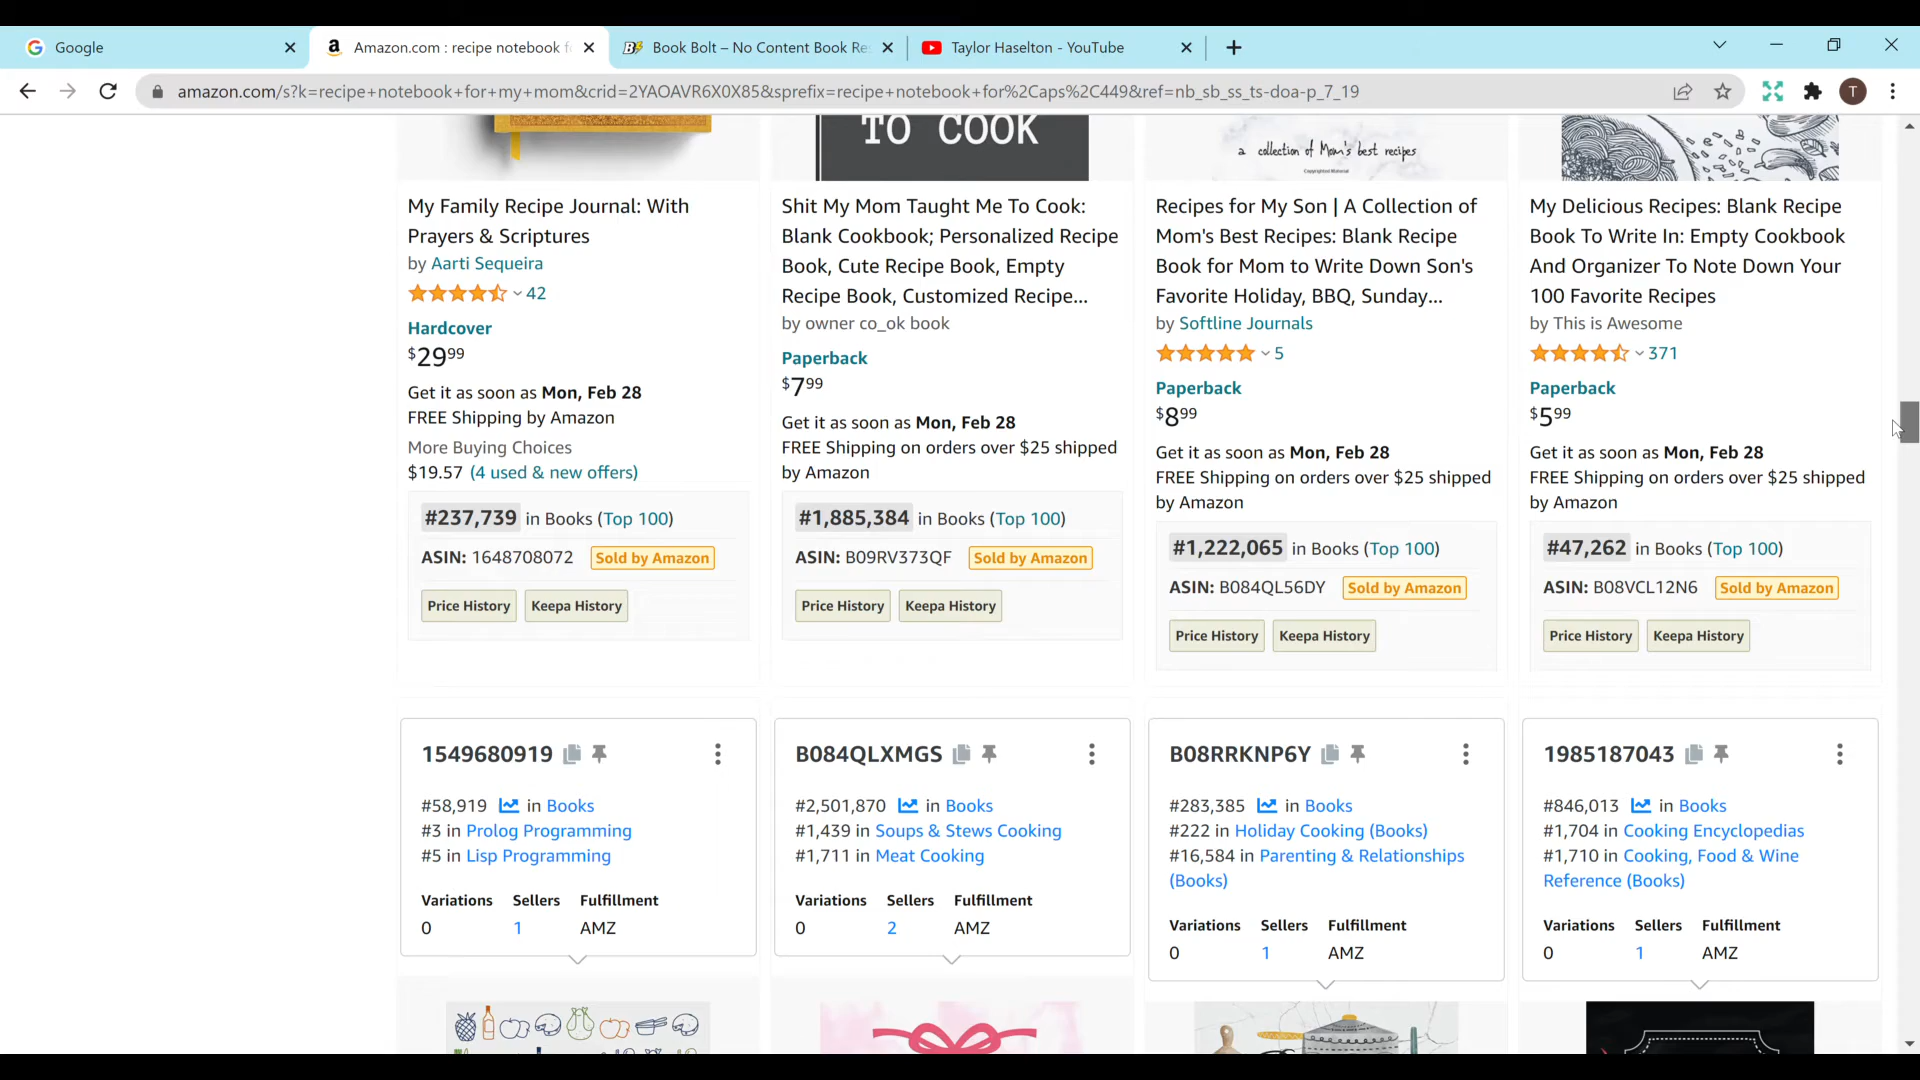 Google
Amazon.com : recipe notebook f
Book Bolt – No Content Book Re
Taylor Haselton - YouTube
amazon.com/s?k=recipe+notebook+for+my+mom&crid=2YAOAVR6X0X85&sprefix=recipe+notebook+for%2Caps%2C449&ref=nb_sb_ss_ts-doa-p_7_19
T
TO COOK
a collection of Mom's best recipes
Copyrighted Material
My Family Recipe Journal: With
Prayers & Scriptures
by Aarti Sequeira
42
Hardcover
$29.99
Get it as soon as Mon, Feb 28
FREE Shipping by Amazon
More Buying Choices
$19.57 (4 used & new offers)
#237,739 in Books (Top 100)
ASIN: 1648708072 Sold by Amazon
Price History Keepa History
Shit My Mom Taught Me To Cook:
Blank Cookbook; Personalized Recipe
Book, Cute Recipe Book, Empty
Recipe Book, Customized Recipe...
by owner co_ok book
Paperback
$7.99
Get it as soon as Mon, Feb 28
FREE Shipping on orders over $25 shipped
by Amazon
#1,885,384 in Books (Top 100)
ASIN: B09RV373QF Sold by Amazon
Price History Keepa History
Recipes for My Son | A Collection of
Mom's Best Recipes: Blank Recipe
Book for Mom to Write Down Son's
Favorite Holiday, BBQ, Sunday...
by Softline Journals
5
Paperback
$8.99
Get it as soon as Mon, Feb 28
FREE Shipping on orders over $25 shipped
by Amazon
#1,222,065 in Books (Top 100)
ASIN: B084QL56DY Sold by Amazon
Price History Keepa History
My Delicious Recipes: Blank Recipe
Book To Write In: Empty Cookbook
And Organizer To Note Down Your
100 Favorite Recipes
by This is Awesome
371
Paperback
$5.99
Get it as soon as Mon, Feb 28
FREE Shipping on orders over $25 shipped
by Amazon
#47,262 in Books (Top 100)
ASIN: B08VCL12N6 Sold by Amazon
Price History Keepa History
1549680919
#58,919 in Books
#3 in Prolog Programming
#5 in Lisp Programming
Variations Sellers Fulfillment
0 1 AMZ
B084QLXMGS
#2,501,870 in Books
#1,439 in Soups & Stews Cooking
#1,711 in Meat Cooking
Variations Sellers Fulfillment
0 2 AMZ
B08RRKNP6Y
#283,385 in Books
#222 in Holiday Cooking (Books)
#16,584 in Parenting & Relationships
(Books)
Variations Sellers Fulfillment
0 1 AMZ
1985187043
#846,013 in Books
#1,704 in Cooking Encyclopedias
#1,710 in Cooking, Food & Wine
Reference (Books)
Variations Sellers Fulfillment
0 1 AMZ